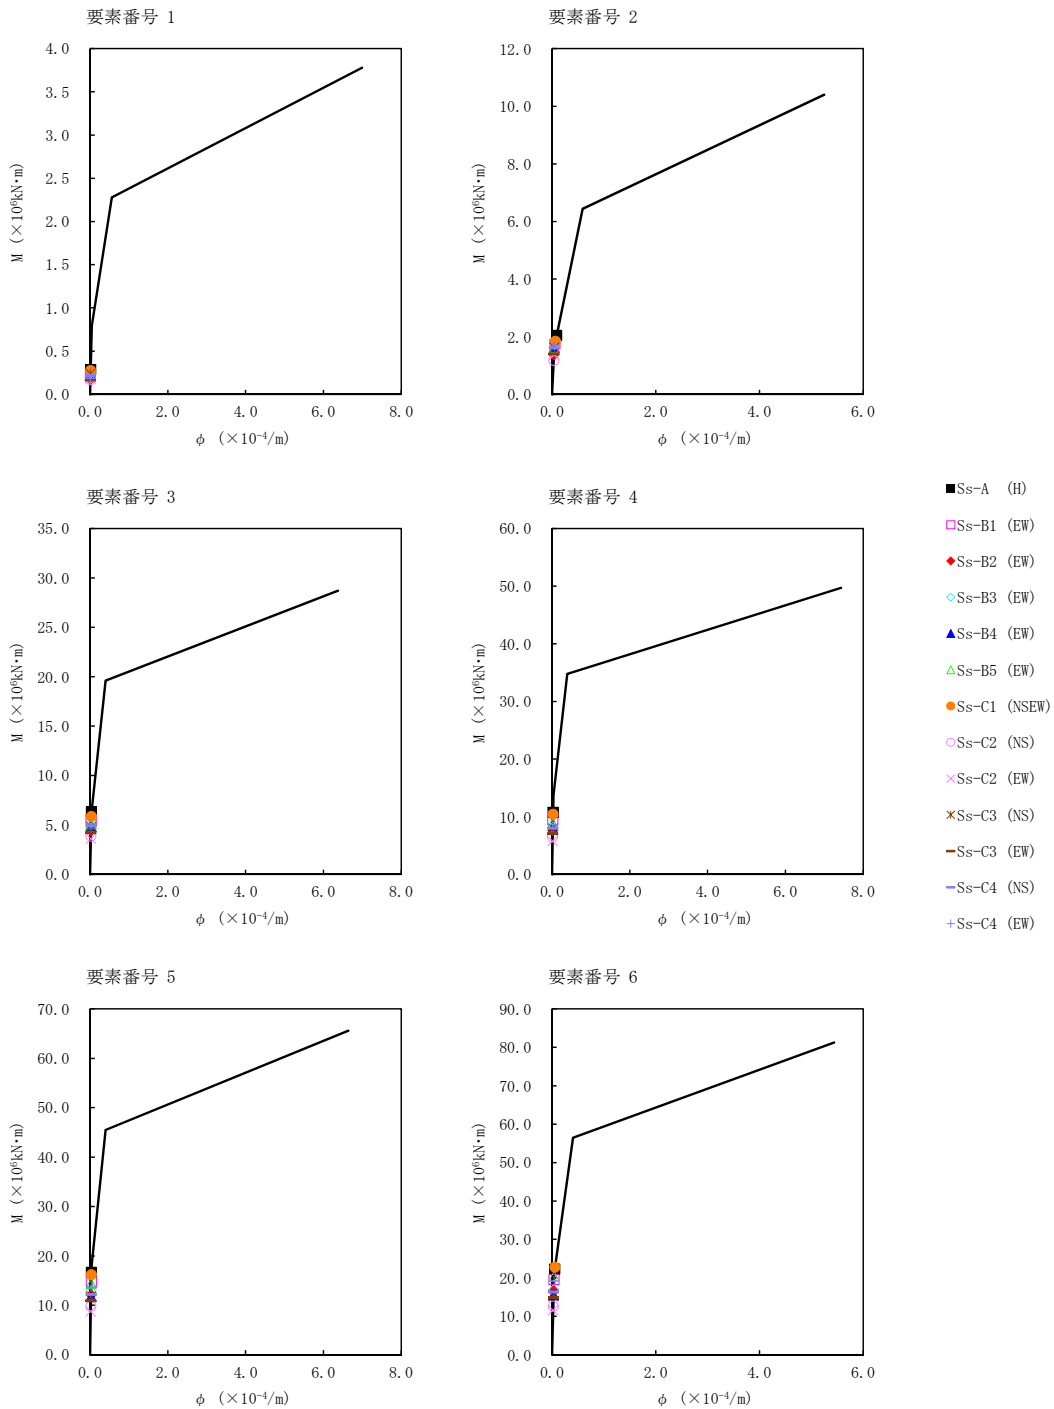 要素番号 1
4.0
3.5
3.0
2.5
2.0
1.5
1.0
0.5
0.0
M (×10⁶kN・m)
0.0 2.0 4.0 6.0 8.0
φ (×10⁻⁴/m)
要素番号 2
12.0
10.0
8.0
6.0
4.0
2.0
0.0
M (×10⁶kN・m)
0.0 2.0 4.0 6.0
φ (×10⁻⁴/m)
要素番号 3
35.0
30.0
25.0
20.0
15.0
10.0
5.0
0.0
M (×10⁶kN・m)
0.0 2.0 4.0 6.0 8.0
φ (×10⁻⁴/m)
要素番号 4
60.0
50.0
40.0
30.0
20.0
10.0
0.0
M (×10⁶kN・m)
0.0 2.0 4.0 6.0 8.0
φ (×10⁻⁴/m)
Ss-A (H)
Ss-B1 (EW)
Ss-B2 (EW)
Ss-B3 (EW)
Ss-B4 (EW)
Ss-B5 (EW)
Ss-C1 (NSEW)
Ss-C2 (NS)
Ss-C2 (EW)
Ss-C3 (NS)
Ss-C3 (EW)
Ss-C4 (NS)
Ss-C4 (EW)
要素番号 5
70.0
60.0
50.0
40.0
30.0
20.0
10.0
0.0
M (×10⁶kN・m)
0.0 2.0 4.0 6.0 8.0
φ (×10⁻⁴/m)
要素番号 6
90.0
80.0
70.0
60.0
50.0
40.0
30.0
20.0
10.0
0.0
M (×10⁶kN・m)
0.0 2.0 4.0 6.0
φ (×10⁻⁴/m)